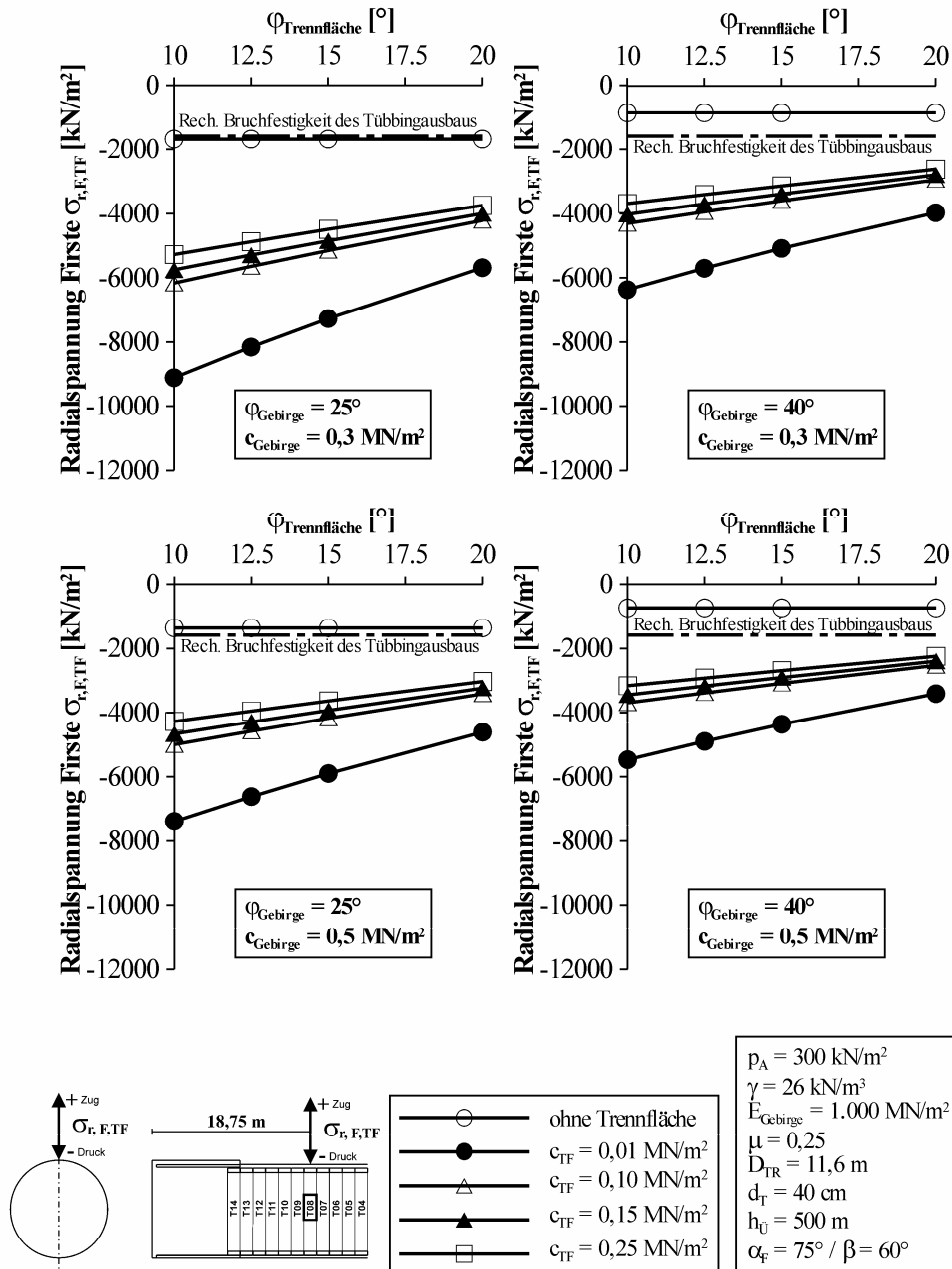 φTrennfläche [°]
10 12.5 15 17.5 20
Radialspannung Firste σr,F,TF [kN/m²]
0
-2000
-4000
-6000
-8000
-10000
-12000
Rech. Bruchfestigkeit des Tübbingausbaus
φGebirge = 25°
cGebirge = 0,3 MN/m²
φTrennfläche [°]
10 12.5 15 17.5 20
Radialspannung Firste σr,F,TF [kN/m²]
0
-2000
-4000
-6000
-8000
-10000
-12000
Rech. Bruchfestigkeit des Tübbingausbaus
φGebirge = 40°
cGebirge = 0,3 MN/m²
φTrennfläche [°]
10 12.5 15 17.5 20
Radialspannung Firste σr,F,TF [kN/m²]
0
-2000
-4000
-6000
-8000
-10000
-12000
Rech. Bruchfestigkeit des Tübbingausbaus
φGebirge = 25°
cGebirge = 0,5 MN/m²
φTrennfläche [°]
10 12.5 15 17.5 20
Radialspannung Firste σr,F,TF [kN/m²]
0
-2000
-4000
-6000
-8000
-10000
-12000
Rech. Bruchfestigkeit des Tübbingausbaus
φGebirge = 40°
cGebirge = 0,5 MN/m²
+ Zug
σr, F,TF
- Druck
18,75 m
+ Zug
σr, F,TF
- Druck
T14 T13 T12 T11 T10 T09 T08 T07 T06 T05 T04
ohne Trennfläche
cTF = 0,01 MN/m²
cTF = 0,10 MN/m²
cTF = 0,15 MN/m²
cTF = 0,25 MN/m²
pA = 300 kN/m²
γ = 26 kN/m³
EGebirge = 1.000 MN/m²
μ = 0,25
DTR = 11,6 m
dT = 40 cm
hÜ = 500 m
αF = 75° / β = 60°